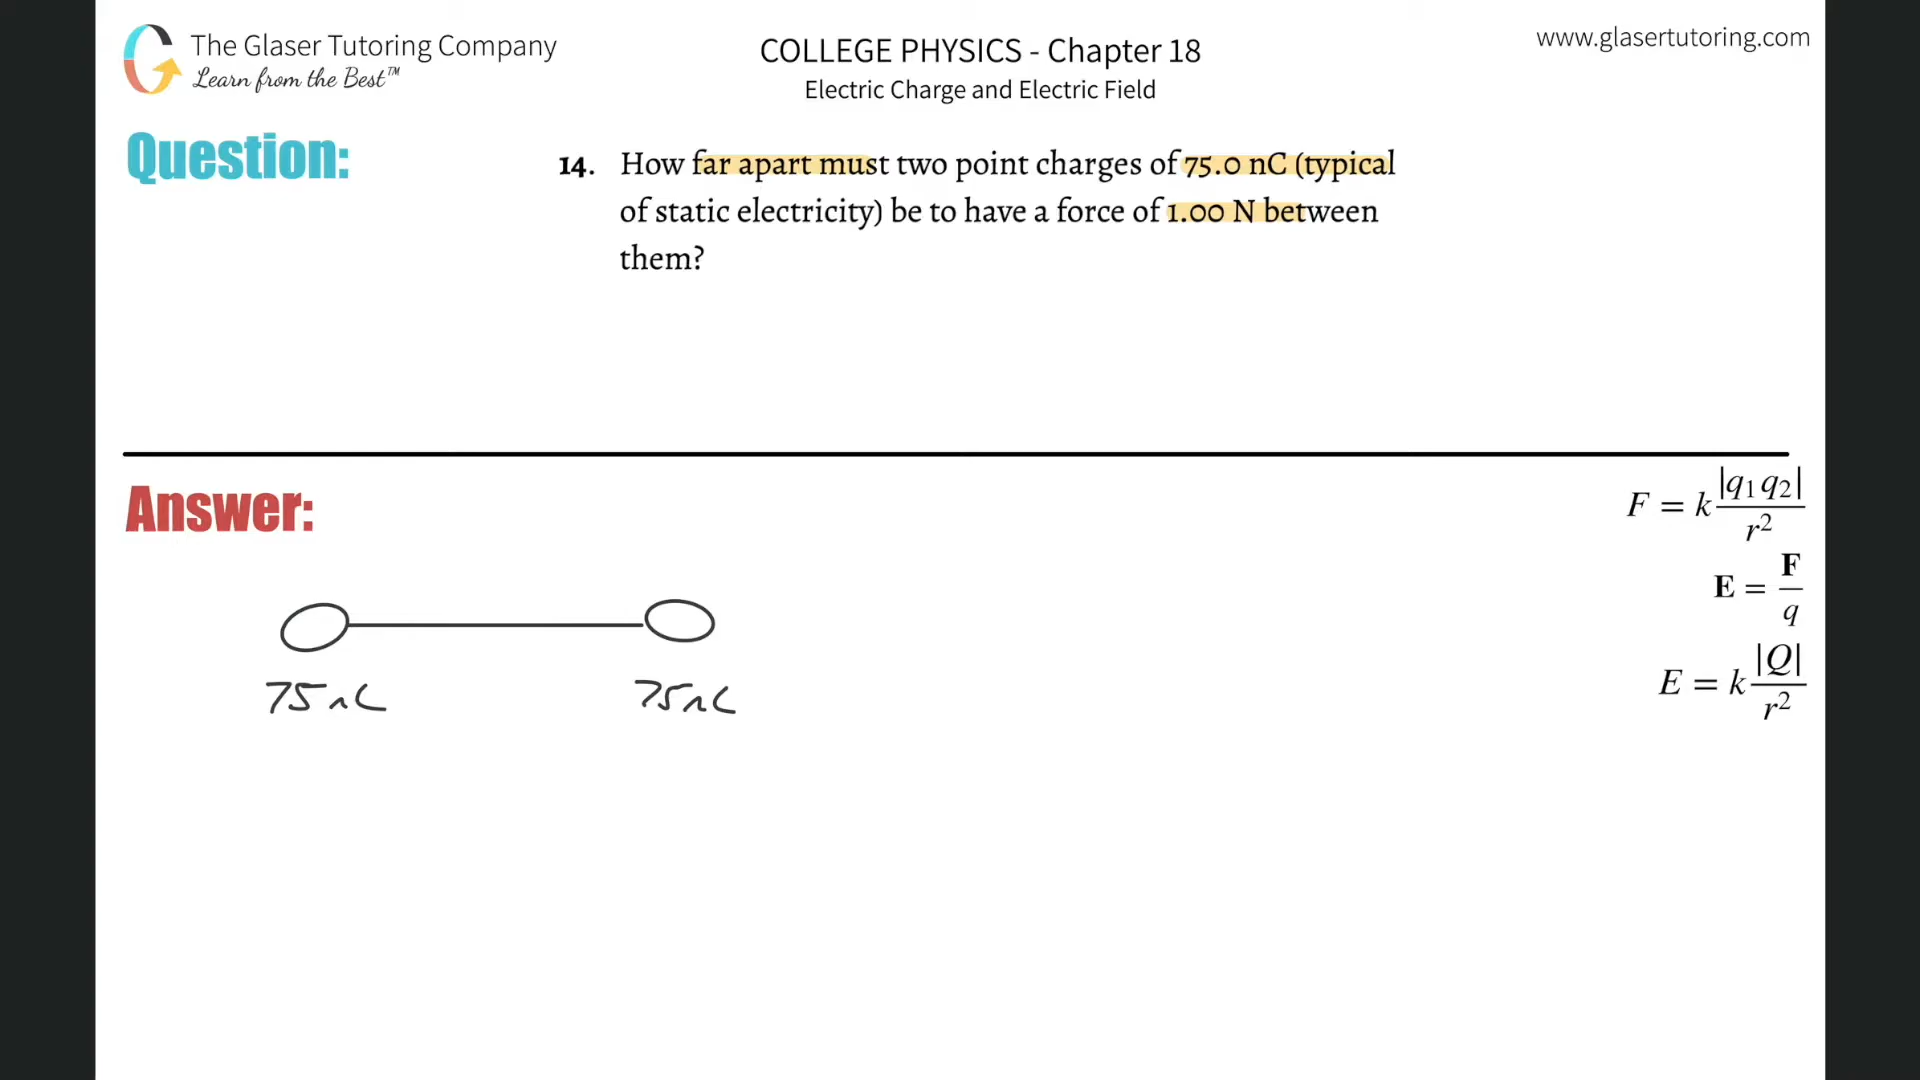 The Glaser Tutoring Company
Learn from the Best™
COLLEGE PHYSICS - Chapter 18
Electric Charge and Electric Field
www.glasertutoring.com
Question:
14. How far apart must two point charges of 75.0 nC (typical
of static electricity) be to have a force of 1.00 N between
them?
Answer:
F = k |q₁q₂| / r²
E = F / q
E = k |Q| / r²
75nC 75nC